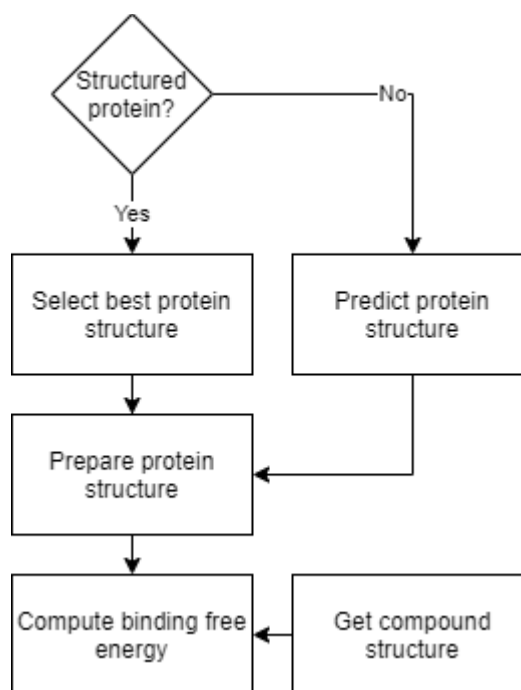 Structured
protein?
No
Yes
Select best protein
structure
Predict protein
structure
Prepare protein
structure
Compute binding free
energy
Get compound
structure